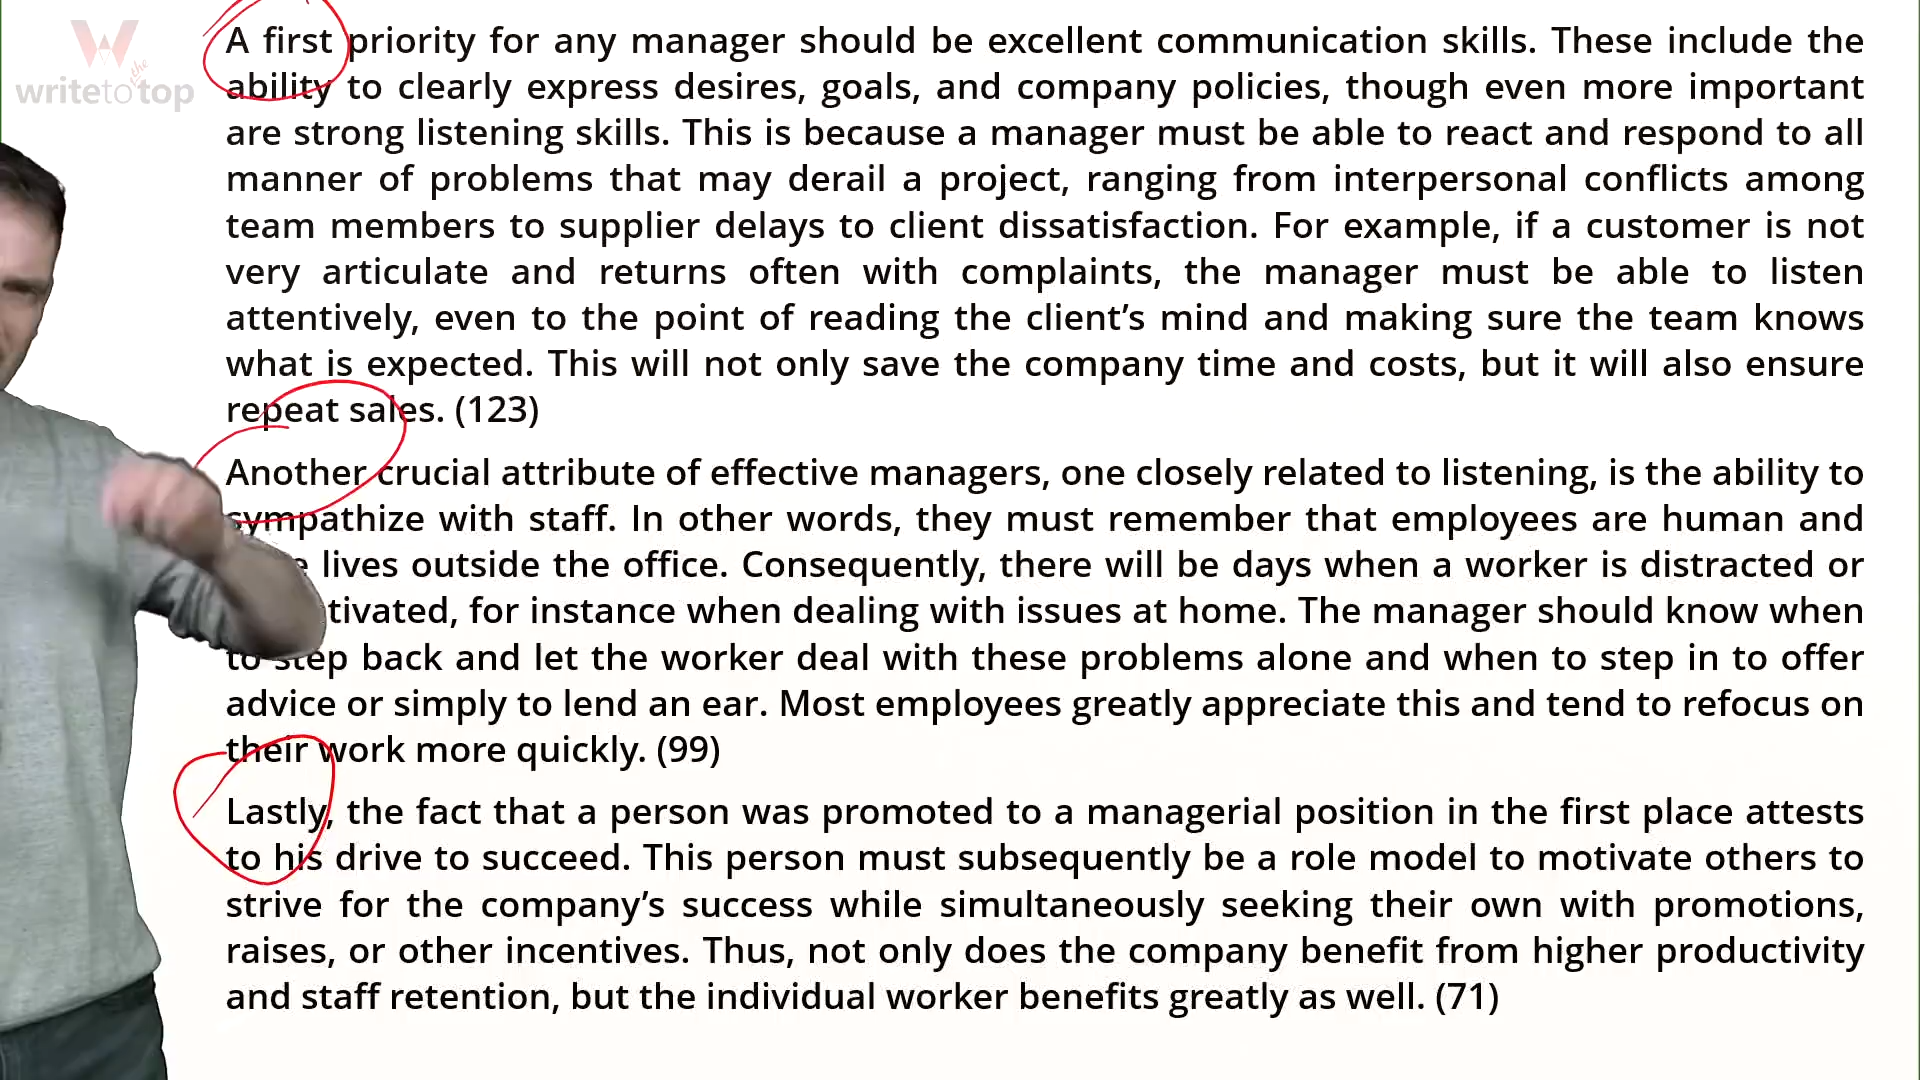 writetothetop
A first priority for any manager should be excellent communication skills. These include the
ability to clearly express desires, goals, and company policies, though even more important
are strong listening skills. This is because a manager must be able to react and respond to all
manner of problems that may derail a project, ranging from interpersonal conflicts among
team members to supplier delays to client dissatisfaction. For example, if a customer is not
very articulate and returns often with complaints, the manager must be able to listen
attentively, even to the point of reading the client’s mind and making sure the team knows
what is expected. This will not only save the company time and costs, but it will also ensure
repeat sales. (123)
Another crucial attribute of effective managers, one closely related to listening, is the ability to
sympathize with staff. In other words, they must remember that employees are human and
lives outside the office. Consequently, there will be days when a worker is distracted or
for instance when dealing with issues at home. The manager should know when
to step back and let the worker deal with these problems alone and when to step in to offer
advice or simply to lend an ear. Most employees greatly appreciate this and tend to refocus on
their work more quickly. (99)
Lastly, the fact that a person was promoted to a managerial position in the first place attests
to his drive to succeed. This person must subsequently be a role model to motivate others to
strive for the company’s success while simultaneously seeking their own with promotions,
raises, or other incentives. Thus, not only does the company benefit from higher productivity
and staff retention, but the individual worker benefits greatly as well. (71)